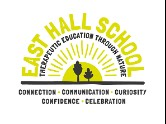 EAST HALL SCHOOL
THERAPEUTIC EDUCATION THROUGH NATURE
CONNECTION · COMMUNICATION · CURIOSITY
CONFIDENCE · CELEBRATION